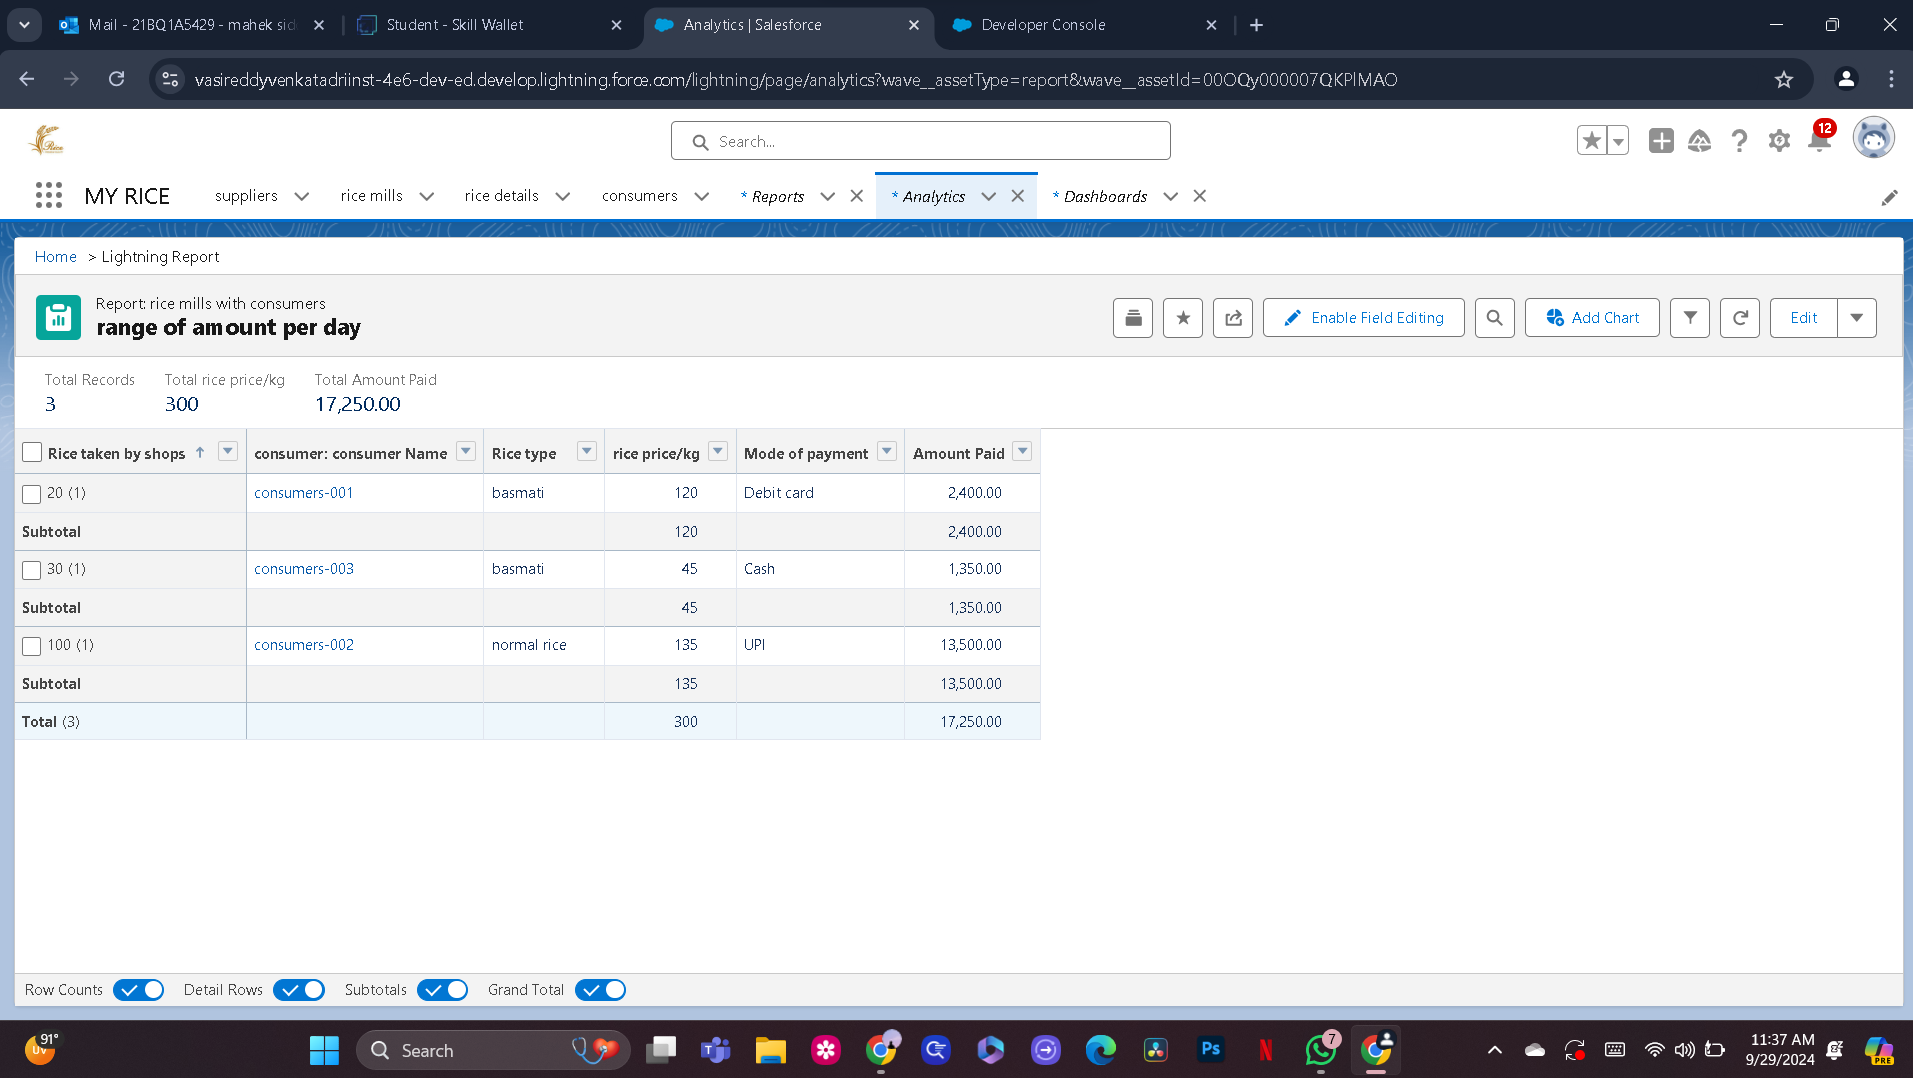 Mail - 21BQ1A5429 - mahek sid
Student - Skill Wallet
Analytics | Salesforce
Developer Console
vasireddyvenkatadriinst-4e6-dev-ed.develop.lightning.force.com/lightning/page/analytics?wave__assetType=report&wave__assetId=00OQy000007QKPlMAO
Rice
Search...
12
MY RICE
suppliers
rice mills
rice details
consumers
* Reports
* Analytics
* Dashboards
Home > Lightning Report
Report: rice mills with consumers
range of amount per day
Enable Field Editing
Add Chart
Edit
Total Records Total rice price/kg Total Amount Paid
3 300 17,250.00
Rice taken by shops ↑ consumer: consumer Name Rice type rice price/kg Mode of payment Amount Paid
20 (1) consumers-001 basmati 120 Debit card 2,400.00
Subtotal 120 2,400.00
30 (1) consumers-003 basmati 45 Cash 1,350.00
Subtotal 45 1,350.00
100 (1) consumers-002 normal rice 135 UPI 13,500.00
Subtotal 135 13,500.00
Total (3) 300 17,250.00
Row Counts Detail Rows Subtotals Grand Total
91°
UV
Search
Ps
N
7
11:37 AM
9/29/2024
PRE